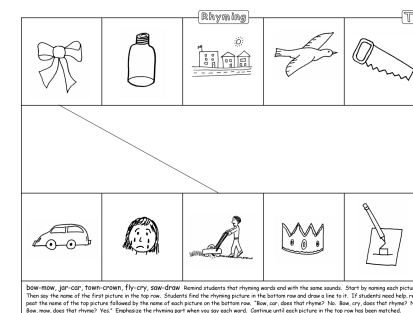 Rhyming
T
bow-mow, jar-car, town-crown, fly-cry, saw-draw Remind students that rhyming words end with the same sounds. Start by naming each pictu
Then say the name of the first picture in the top row. Students find the rhyming picture in the bottom row and draw a line to it. If students need help, r
peat the name of the top picture followed by the name of each picture on the bottom row. "Bow, car, does that rhyme? No. Bow, cry, does that rhyme? N
Bow, mow, does that rhyme? Yes." Emphasize the rhyming part when you say each word. Continue until each picture in the top row has been matched.